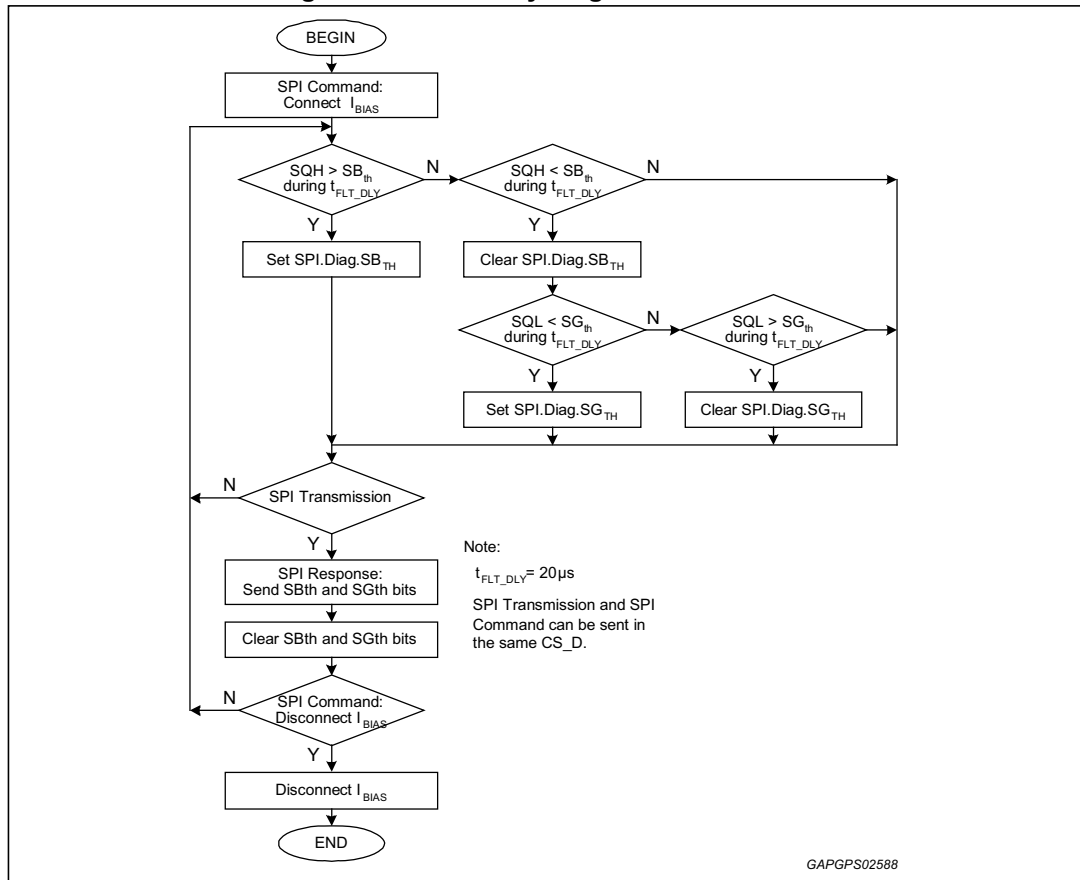 BEGIN
SPI Command:
Connect I_BIAS
SQH > SB_th
during t_FLT_DLY
N
SQH < SB_th
during t_FLT_DLY
N
Y
Y
Set SPI.Diag.SB_TH
Clear SPI.Diag.SB_TH
SQL < SG_th
during t_FLT_DLY
N
SQL > SG_th
during t_FLT_DLY
Y
Y
Set SPI.Diag.SG_TH
Clear SPI.Diag.SG_TH
N
SPI Transmission
Y
SPI Response:
Send SBth and SGth bits
Clear SBth and SGth bits
Note:
t_FLT_DLY= 20µs
SPI Transmission and SPI
Command can be sent in
the same CS_D.
N
SPI Command:
Disconnect I_BIAS
Y
Disconnect I_BIAS
END
GAPGPS02588